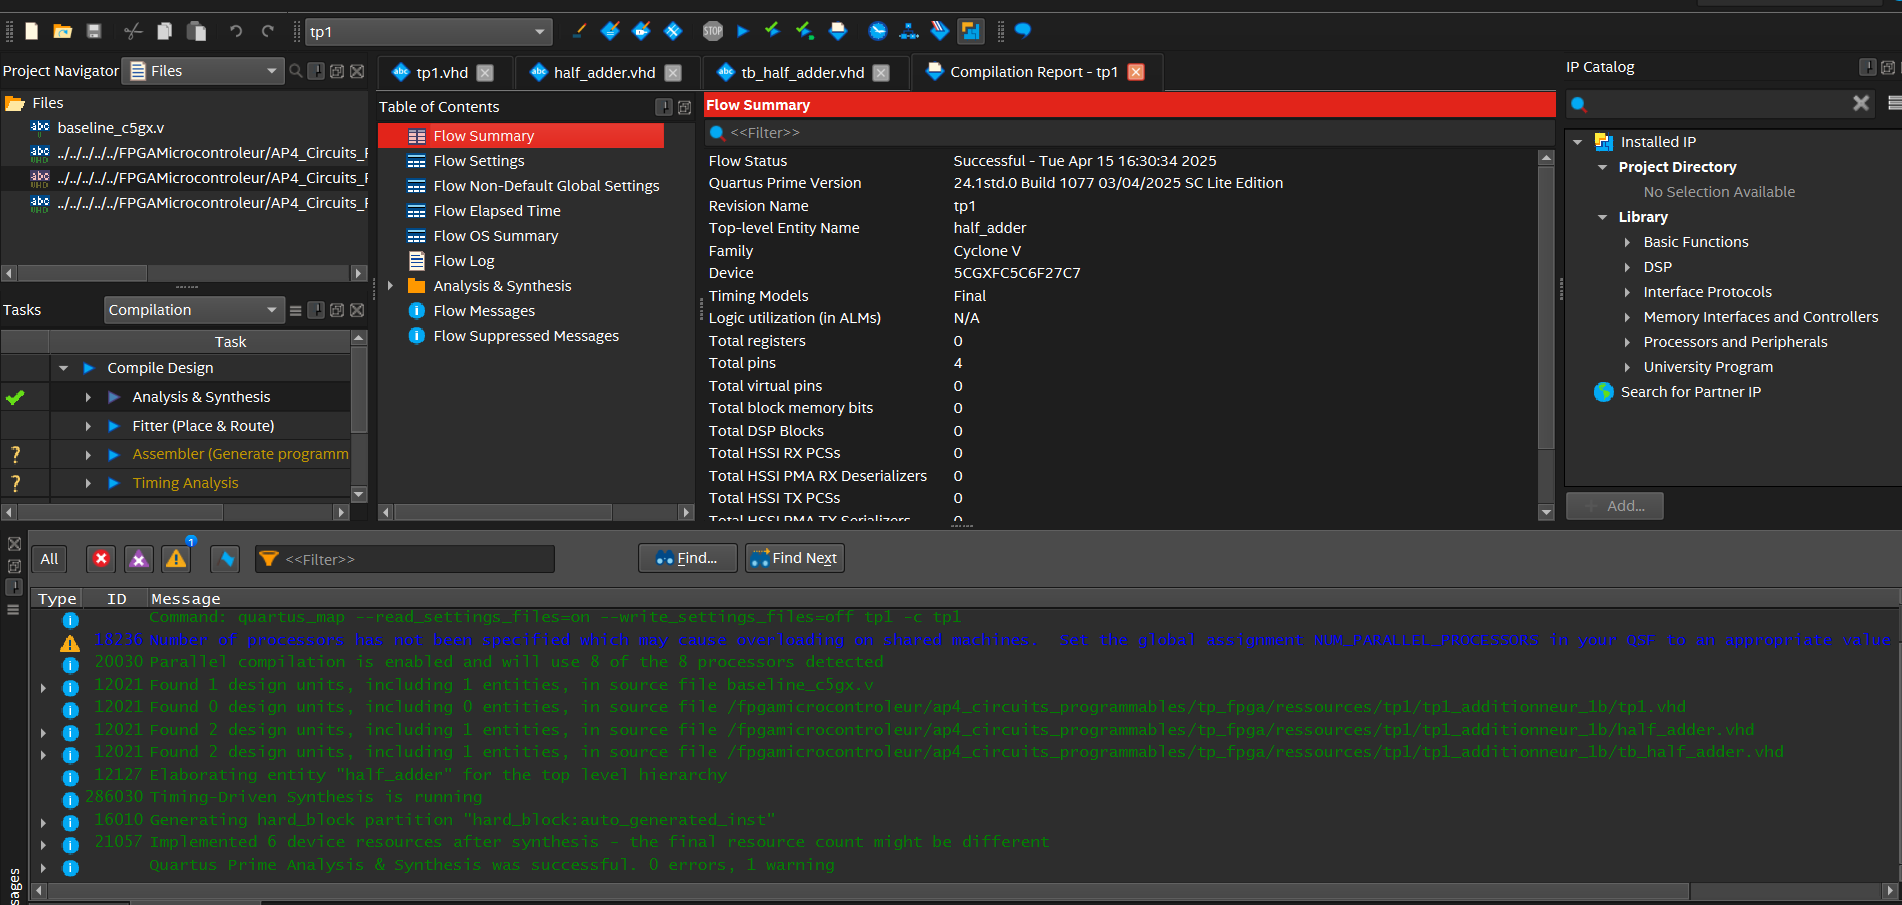 tp1
STOP
Project Navigator
Files
Files
baseline_c5gx.v
../../../../../FPGAMicrocontroleur/AP4_Circuits_F
../../../../../FPGAMicrocontroleur/AP4_Circuits_F
../../../../../FPGAMicrocontroleur/AP4_Circuits_F
Tasks
Compilation
Task
Compile Design
Analysis & Synthesis
Fitter (Place & Route)
Assembler (Generate programm
Timing Analysis
tp1.vhd
half_adder.vhd
tb_half_adder.vhd
Compilation Report - tp1
Table of Contents
Flow Summary
Flow Settings
Flow Non-Default Global Settings
Flow Elapsed Time
Flow OS Summary
Flow Log
Analysis & Synthesis
Flow Messages
Flow Suppressed Messages
Flow Summary
<<Filter>>
Flow Status Successful - Tue Apr 15 16:30:34 2025
Quartus Prime Version 24.1std.0 Build 1077 03/04/2025 SC Lite Edition
Revision Name tp1
Top-level Entity Name half_adder
Family Cyclone V
Device 5CGXFC5C6F27C7
Timing Models Final
Logic utilization (in ALMs) N/A
Total registers 0
Total pins 4
Total virtual pins 0
Total block memory bits 0
Total DSP Blocks 0
Total HSSI RX PCSs 0
Total HSSI PMA RX Deserializers 0
Total HSSI TX PCSs 0
Total HSSI PMA TX Serializers 0
IP Catalog
Installed IP
Project Directory
No Selection Available
Library
Basic Functions
DSP
Interface Protocols
Memory Interfaces and Controllers
Processors and Peripherals
University Program
Search for Partner IP
+ Add...
All
1
<<Filter>>
Find...
Find Next
Type ID Message
Command: quartus_map --read_settings_files=on --write_settings_files=off tp1 -c tp1
18236 Number of processors has not been specified which may cause overloading on shared machines.  Set the global assignment NUM_PARALLEL_PROCESSORS in your QSF to an appropriate value
20030 Parallel compilation is enabled and will use 8 of the 8 processors detected
12021 Found 1 design units, including 1 entities, in source file baseline_c5gx.v
12021 Found 0 design units, including 0 entities, in source file /fpgamicrocontroleur/ap4_circuits_programmables/tp_fpga/ressources/tp1/tp1_additionneur_1b/tp1.vhd
12021 Found 2 design units, including 1 entities, in source file /fpgamicrocontroleur/ap4_circuits_programmables/tp_fpga/ressources/tp1/tp1_additionneur_1b/half_adder.vhd
12021 Found 2 design units, including 1 entities, in source file /fpgamicrocontroleur/ap4_circuits_programmables/tp_fpga/ressources/tp1/tp1_additionneur_1b/tb_half_adder.vhd
12127 Elaborating entity "half_adder" for the top level hierarchy
286030 Timing-Driven Synthesis is running
16010 Generating hard_block partition "hard_block:auto_generated_inst"
21057 Implemented 6 device resources after synthesis - the final resource count might be different
Quartus Prime Analysis & Synthesis was successful. 0 errors, 1 warning